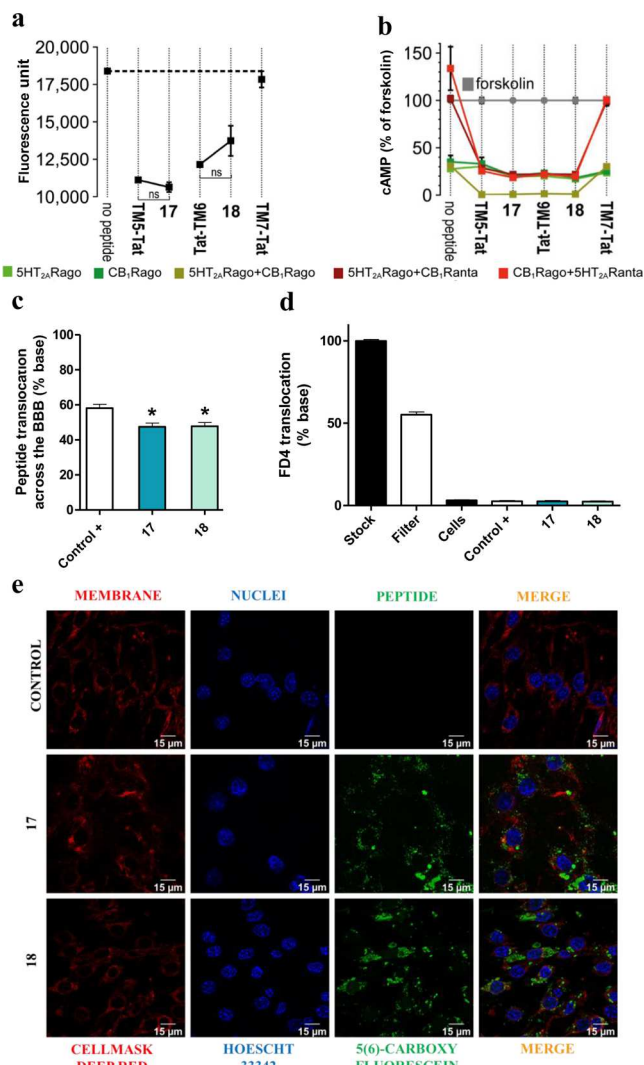 a
Fluorescence unit
20,000
17,500
15,000
12,500
10,000
ns
ns
no peptide
TM5-Tat
17
Tat-TM6
18
TM7-Tat
b
cAMP (% of forskolin)
150
100
50
0
forskolin
no peptide
TM5-Tat
17
Tat-TM6
18
TM7-Tat
5HT2ARago
CB1Rago
5HT2ARago+CB1Rago
5HT2ARago+CB1Ranta
CB1Rago+5HT2ARanta
c
Peptide translocation
across the BBB (% base)
100
80
60
40
20
0
*
*
Control +
17
18
d
FD4 translocation
(% base)
100
50
0
Stock
Filter
Cells
Control +
17
18
e
MEMBRANE
NUCLEI
PEPTIDE
MERGE
CONTROL
15 µm
15 µm
15 µm
15 µm
17
15 µm
15 µm
15 µm
15 µm
18
15 µm
15 µm
15 µm
15 µm
CELLMASK
DEEP RED
HOESCHT
33342
5(6)-CARBOXY
FLUORESCEIN
MERGE